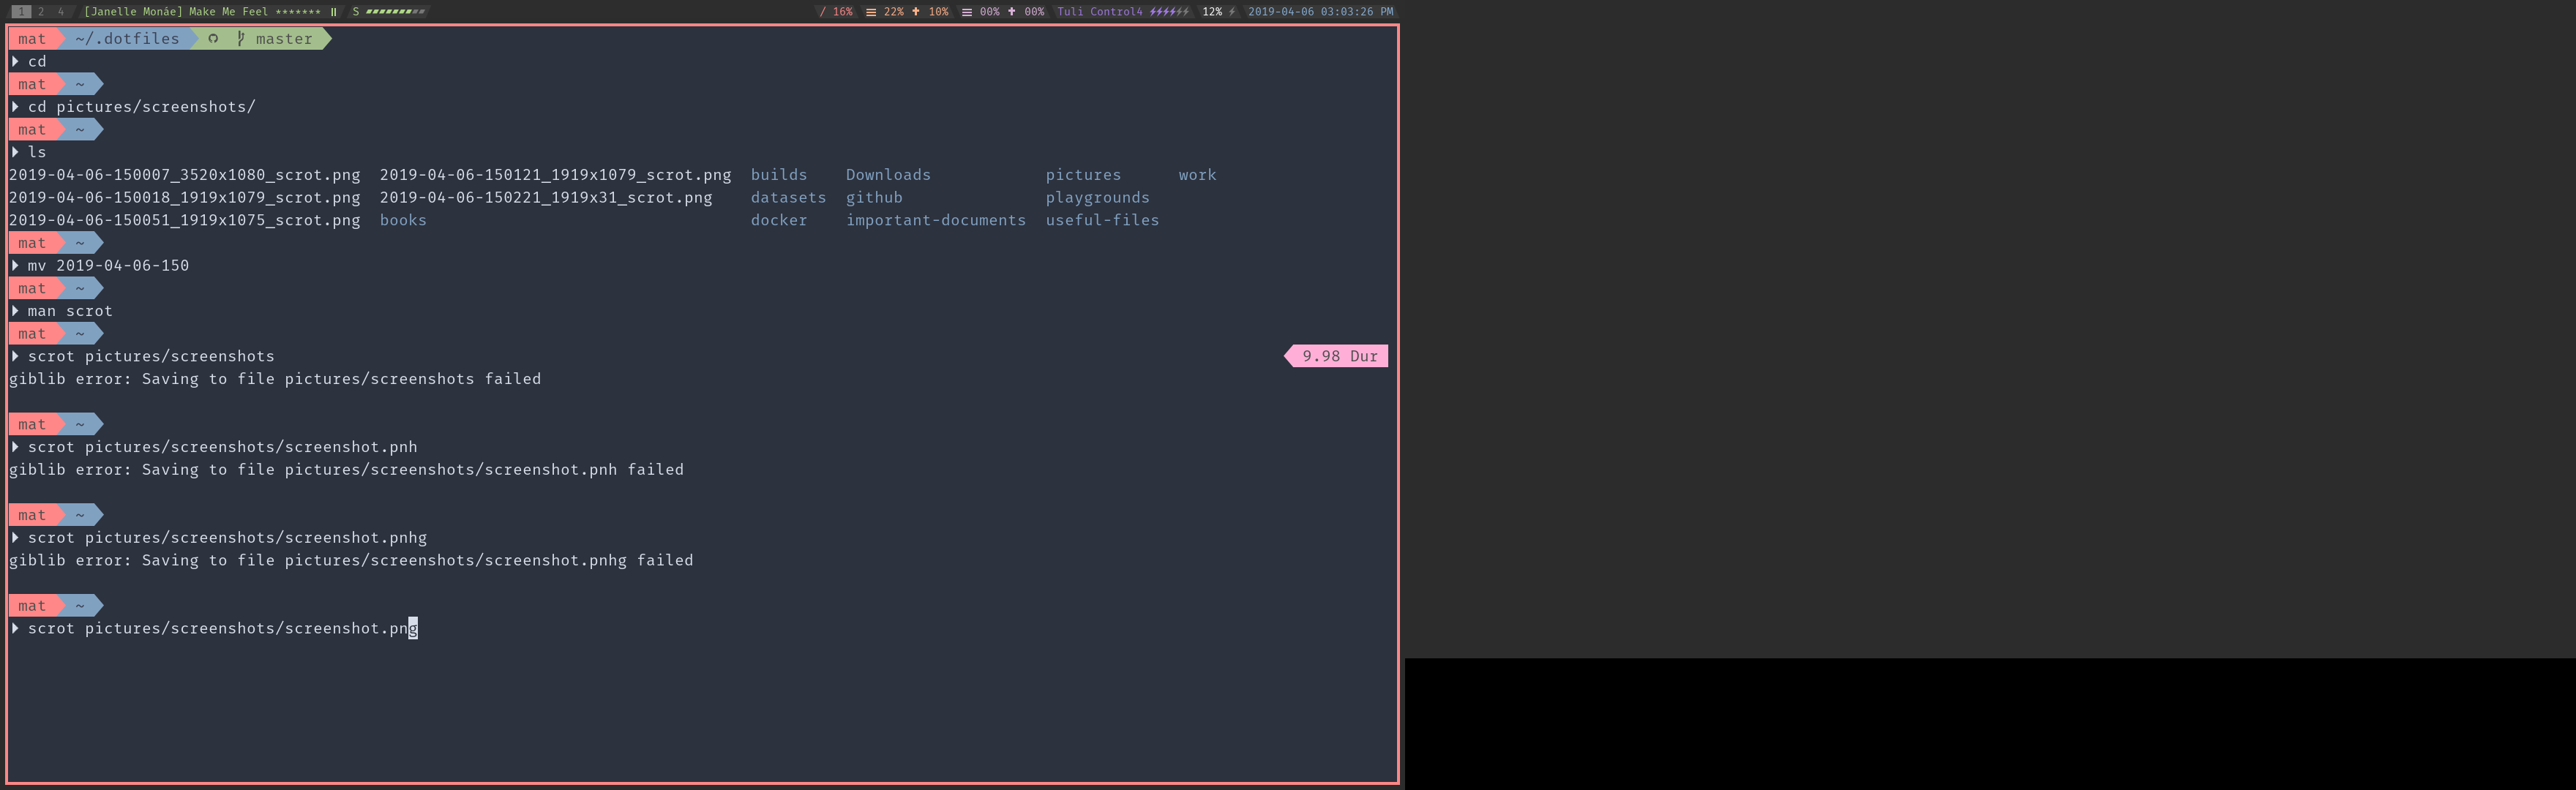 1 2 4 [Janelle Monáe] Make Me Feel ******* S / 16% 22% 10% 00% 00% Tuli Control4 12% 2019-04-06 03:03:26 PM
mat ~/.dotfiles master
cd
mat ~
cd pictures/screenshots/
mat ~
ls
2019-04-06-150007_3520x1080_scrot.png 2019-04-06-150121_1919x1079_scrot.png builds Downloads pictures work
2019-04-06-150018_1919x1079_scrot.png 2019-04-06-150221_1919x31_scrot.png datasets github playgrounds
2019-04-06-150051_1919x1075_scrot.png books docker important-documents useful-files
mat ~
mv 2019-04-06-150
mat ~
man scrot
mat ~
scrot pictures/screenshots 9.98 Dur
giblib error: Saving to file pictures/screenshots failed
mat ~
scrot pictures/screenshots/screenshot.pnh
giblib error: Saving to file pictures/screenshots/screenshot.pnh failed
mat ~
scrot pictures/screenshots/screenshot.pnhg
giblib error: Saving to file pictures/screenshots/screenshot.pnhg failed
mat ~
scrot pictures/screenshots/screenshot.png